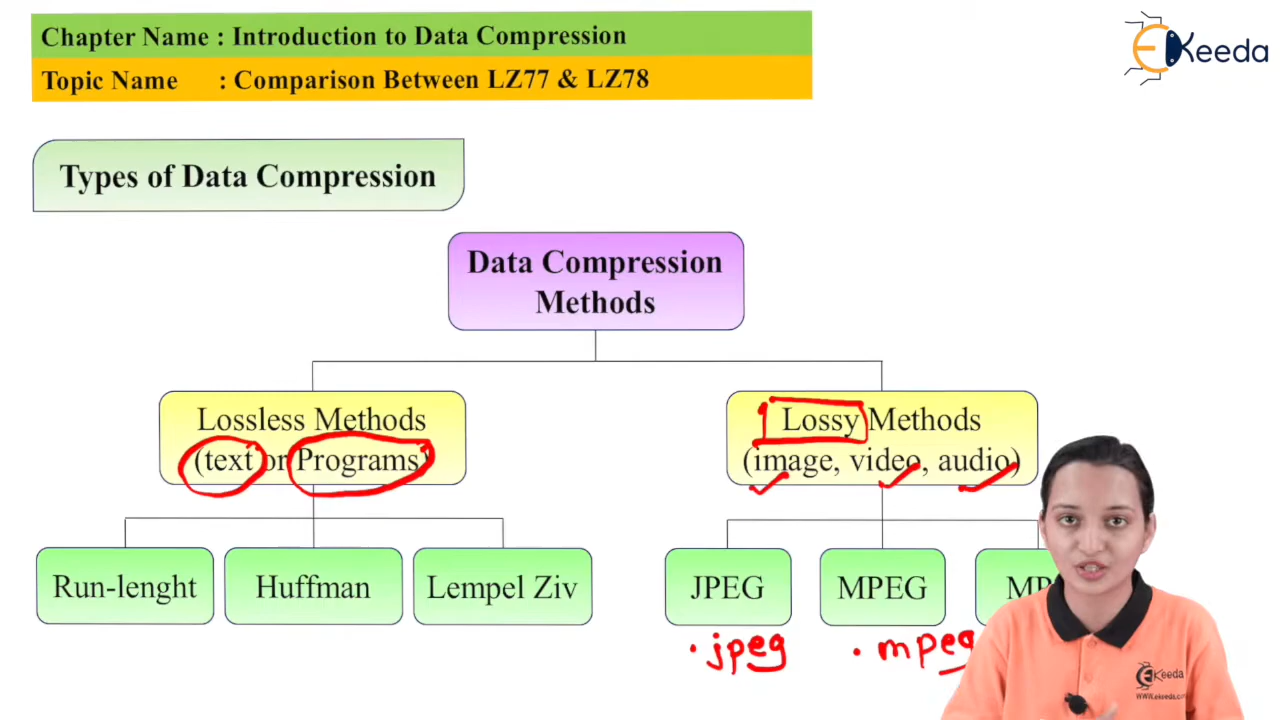 Chapter Name : Introduction to Data Compression
Topic Name : Comparison Between LZ77 & LZ78
EKeeda
Types of Data Compression
Data Compression
Methods
Lossless Methods
(text or Programs)
Lossy Methods
(image, video, audio)
Run-lenght
Huffman
Lempel Ziv
JPEG
MPEG
.jpeg
.mpeg
EKeeda